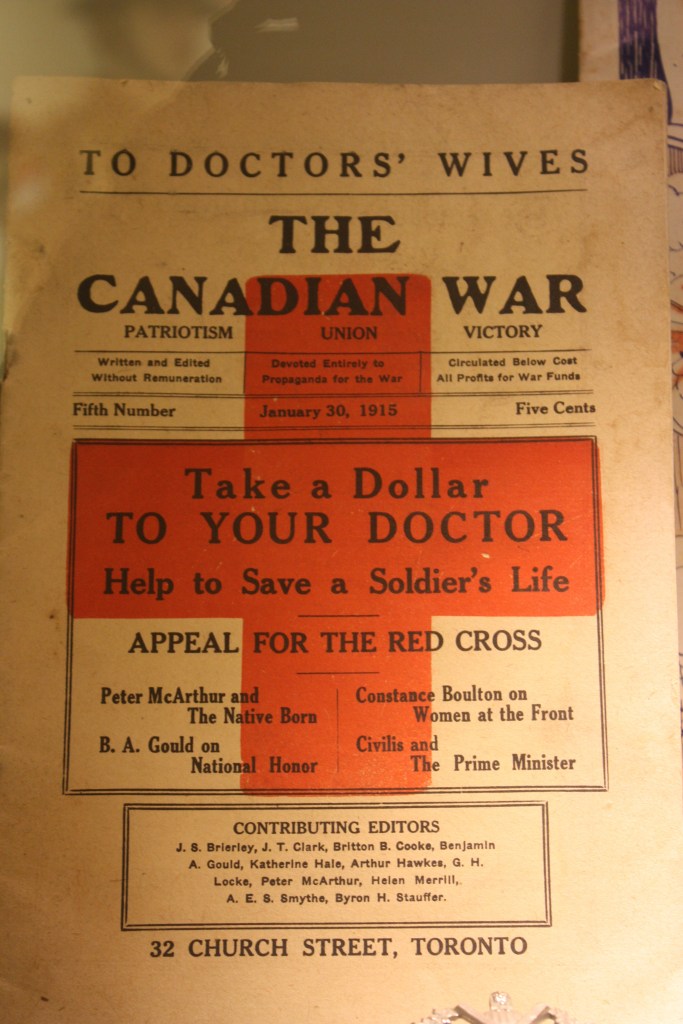 TO DOCTORS' WIVES
THE
CANADIAN WAR
PATRIOTISM UNION VICTORY
Written and Edited
Without Remuneration
Devoted Entirely to
Propaganda for the War
Circulated Below Cost
All Profits for War Funds
Fifth Number January 30, 1915 Five Cents
Take a Dollar
TO YOUR DOCTOR
Help to Save a Soldier's Life
APPEAL FOR THE RED CROSS
Peter McArthur and
The Native Born
B. A. Gould on
National Honor
Constance Boulton on
Women at the Front
Civilis and
The Prime Minister
CONTRIBUTING EDITORS
J. S. Brierley, J. T. Clark, Britton B. Cooke, Benjamin
A. Gould, Katherine Hale, Arthur Hawkes, G. H.
Locke, Peter McArthur, Helen Merrill,
A. E. S. Smythe, Byron H. Stauffer.
32 CHURCH STREET, TORONTO